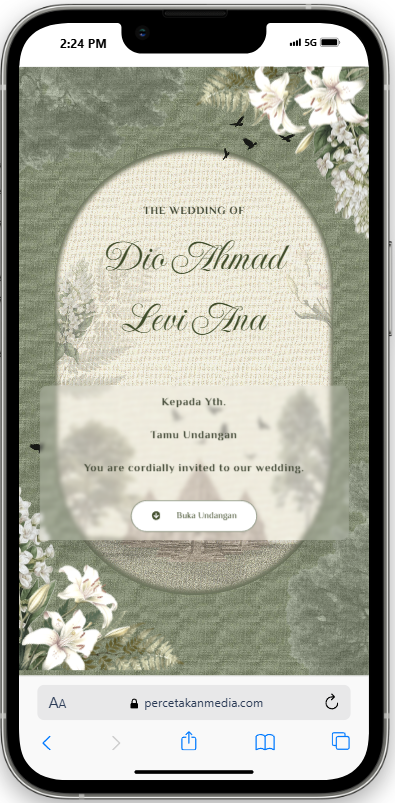 2:24 PM
5G
THE WEDDING OF
Dio Ahmad
Levi Ana
Kepada Yth.
Tamu Undangan
You are cordially invited to our wedding.
Buka Undangan
AA
percetakanmedia.com